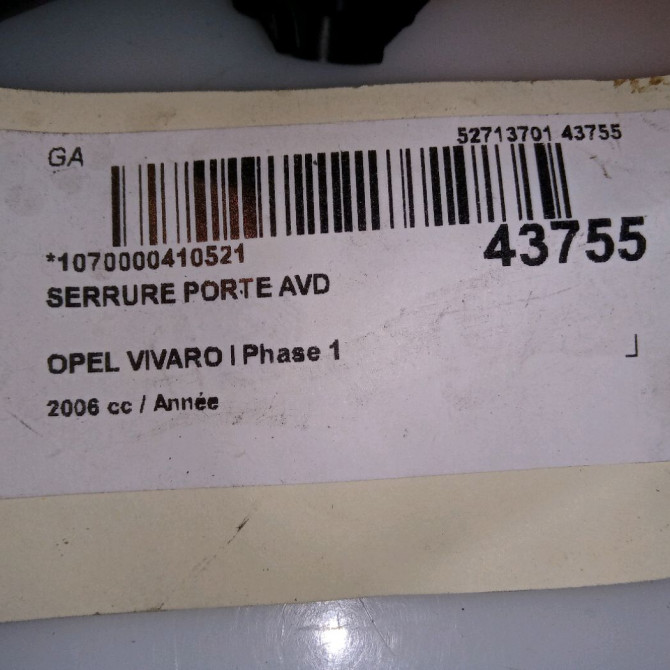 52713701 43755
GA
43755
*1070000410521
SERRURE PORTE AVD
OPEL VIVARO I Phase 1
2006 cc / Année